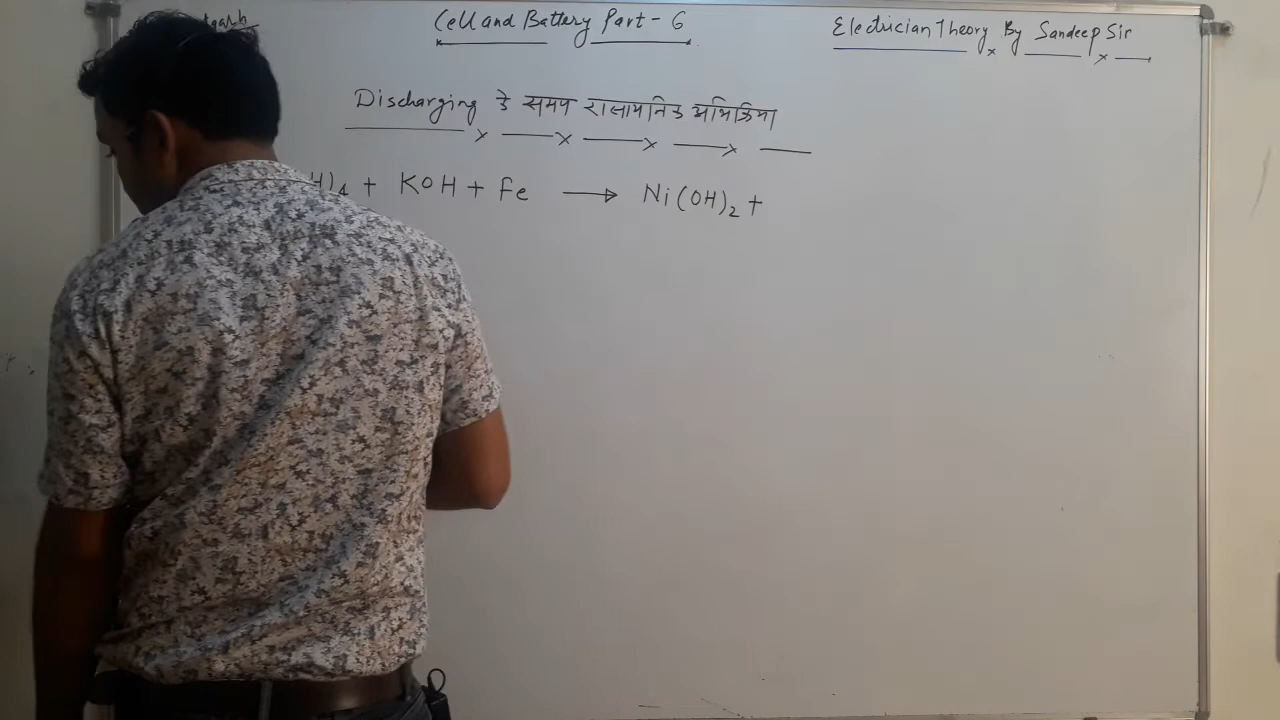 Cell and Battery Part - 6
Electrician Theory By Sandeep Sir
Discharging के समय रासायनिक अभिक्रिया
H)4 + KOH + Fe → Ni(OH)2 +